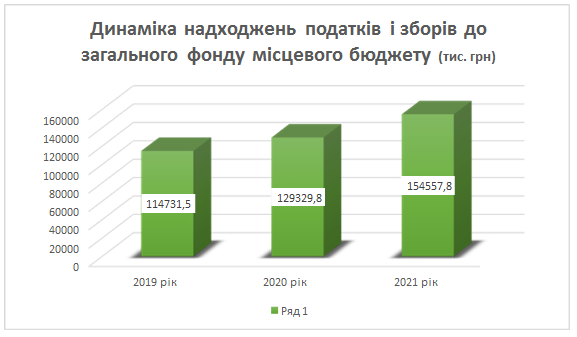 Динаміка надходжень податків і зборів до
загального фонду місцевого бюджету (тис. грн)
160000
140000
120000
100000
80000
60000
40000
20000
0
114731,5
129329,8
154557,8
2019 рік
2020 рік
2021 рік
Ряд 1